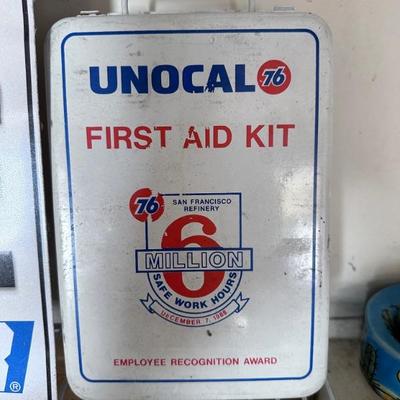 UNOCAL 76
FIRST AID KIT
76
SAN FRANCISCO
REFINERY
6
MILLION
SAFE WORK HOURS
DECEMBER 7, 1988
EMPLOYEE RECOGNITION AWARD
®